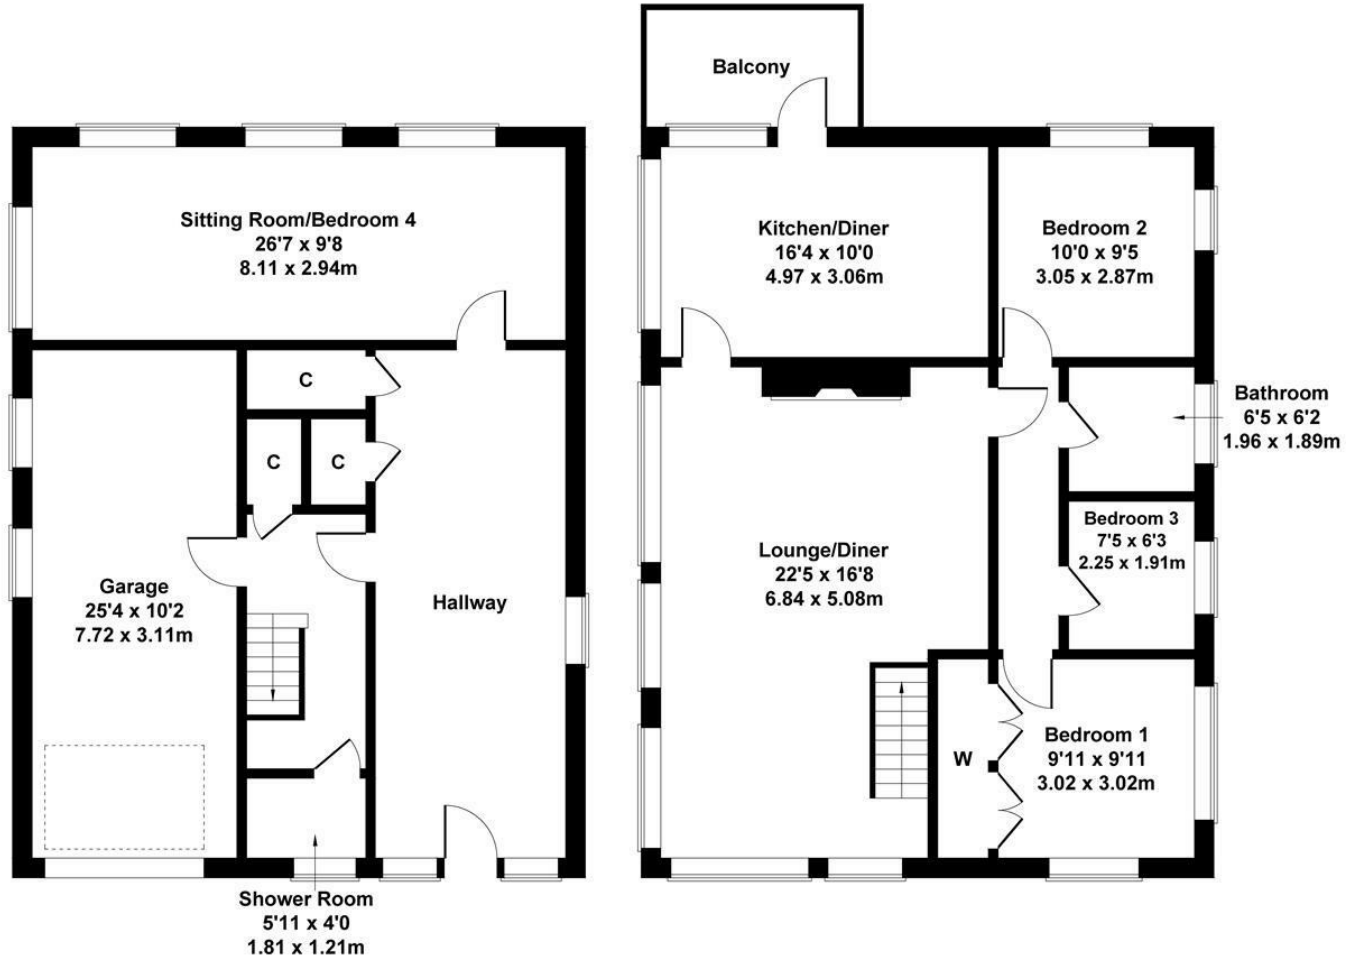 Balcony
Sitting Room/Bedroom 4
26'7 x 9'8
8.11 x 2.94m
Kitchen/Diner
16'4 x 10'0
4.97 x 3.06m
Bedroom 2
10'0 x 9'5
3.05 x 2.87m
C
C
C
Bathroom
6'5 x 6'2
1.96 x 1.89m
Garage
25'4 x 10'2
7.72 x 3.11m
Hallway
Lounge/Diner
22'5 x 16'8
6.84 x 5.08m
Bedroom 3
7'5 x 6'3
2.25 x 1.91m
W
Bedroom 1
9'11 x 9'11
3.02 x 3.02m
Shower Room
5'11 x 4'0
1.81 x 1.21m